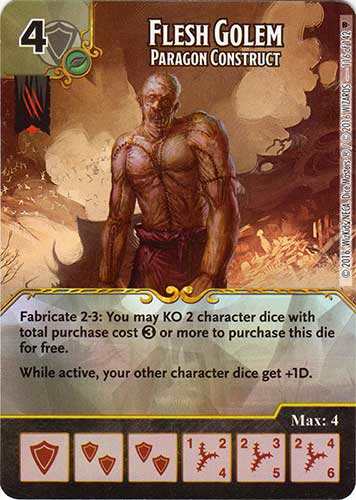 4
FLESH GOLEM
PARAGON CONSTRUCT
Fabricate 2-3: You may KO 2 character dice with
total purchase cost 3 or more to purchase this die
for free.
While active, your other character dice get +1D.
Max: 4
1 2 4
2 3 5
2 4 6